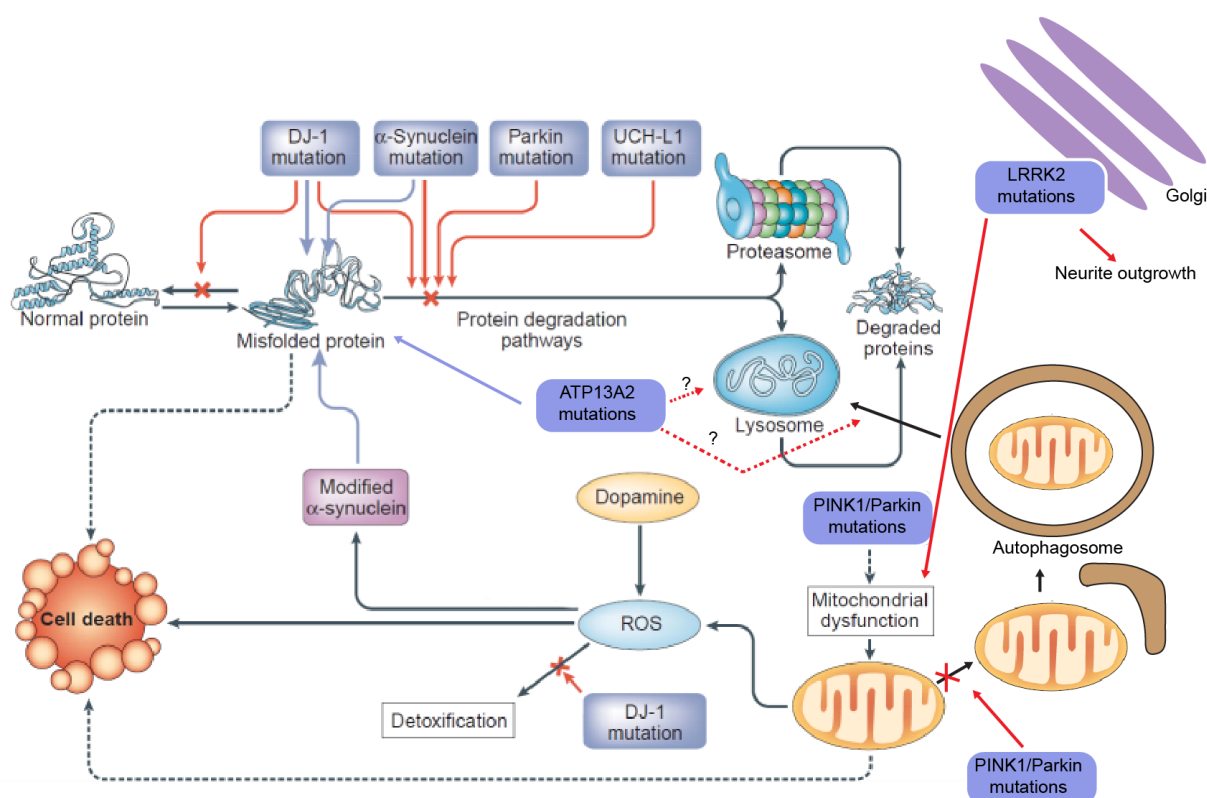 DJ-1
mutation
α-Synuclein
mutation
Parkin
mutation
UCH-L1
mutation
LRRK2
mutations
Golgi
Neurite outgrowth
Proteasome
Normal protein
Misfolded protein
Protein degradation
pathways
Degraded
proteins
ATP13A2
mutations
?
?
Lysosome
Modified
α-synuclein
Dopamine
PINK1/Parkin
mutations
Autophagosome
Cell death
ROS
Mitochondrial
dysfunction
Detoxification
DJ-1
mutation
PINK1/Parkin
mutations